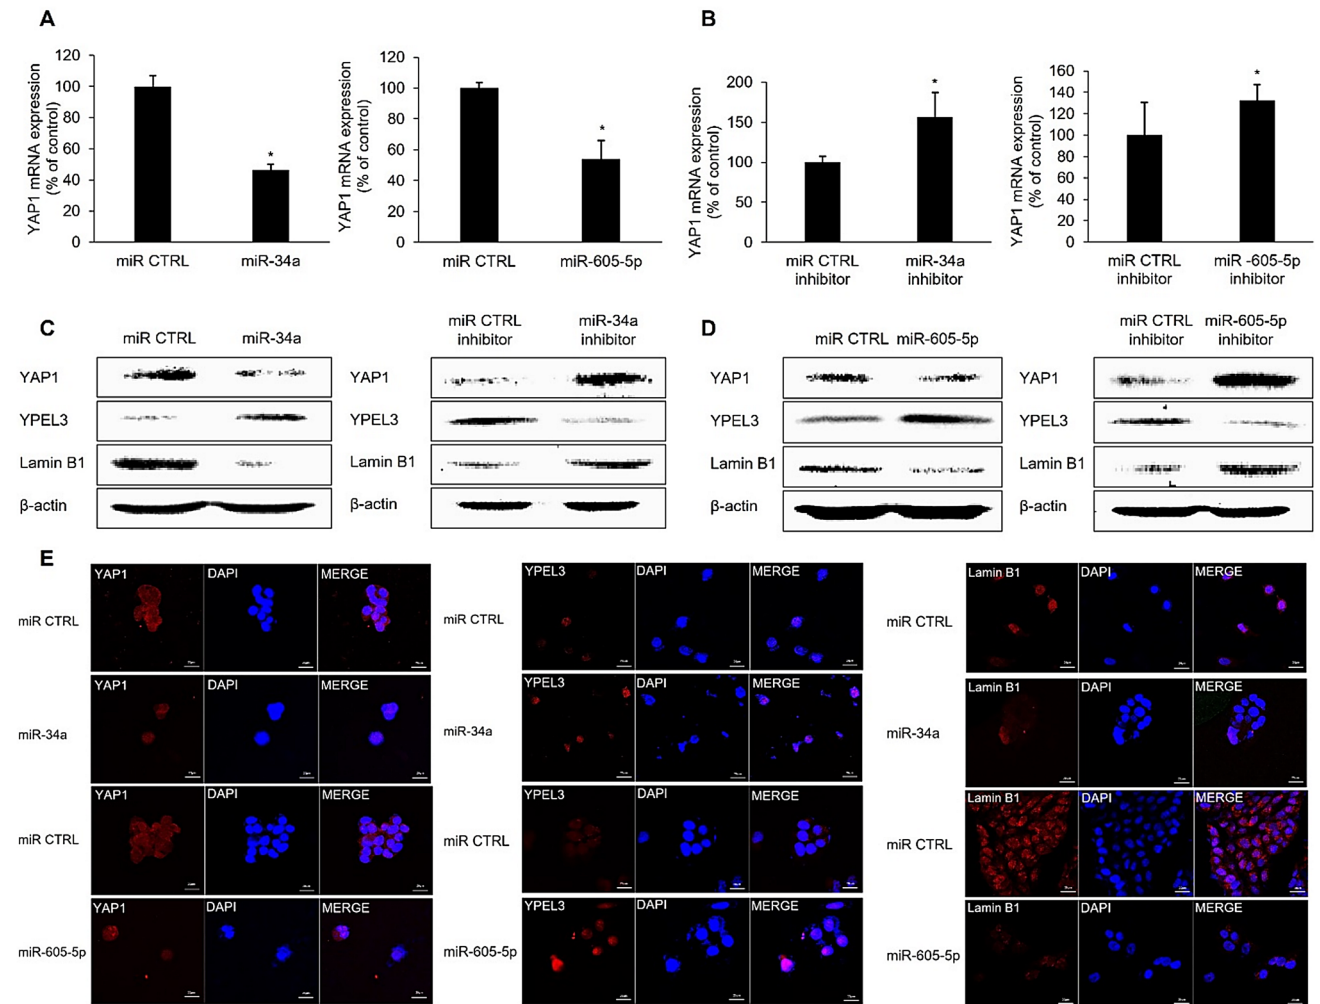 A
B
YAP1 mRNA expression
(% of control)
120
100
80
60
40
20
0
*
miR CTRL
miR-34a
YAP1 mRNA expression
(% of control)
120
100
80
60
40
20
0
*
miR CTRL
miR-605-5p
YAP1 mRNA expression
(% of control)
200
150
100
50
0
*
miR CTRL
inhibitor
miR-34a
inhibitor
YAP1 mRNA expression
(% of control)
160
140
120
100
80
60
40
20
0
*
miR CTRL
inhibitor
miR -605-5p
inhibitor
C
miR CTRL
miR-34a
YAP1
YPEL3
Lamin B1
β-actin
miR CTRL
inhibitor
miR-34a
inhibitor
YAP1
YPEL3
Lamin B1
β-actin
D
miR CTRL
miR-605-5p
YAP1
YPEL3
Lamin B1
β-actin
miR CTRL
inhibitor
miR-605-5p
inhibitor
YAP1
YPEL3
Lamin B1
β-actin
E
miR CTRL
YAP1
DAPI
MERGE
miR-34a
YAP1
DAPI
MERGE
miR CTRL
YAP1
DAPI
MERGE
miR-605-5p
YAP1
DAPI
MERGE
miR CTRL
YPEL3
DAPI
MERGE
miR-34a
YPEL3
DAPI
MERGE
miR CTRL
YPEL3
DAPI
MERGE
miR-605-5p
YPEL3
DAPI
MERGE
miR CTRL
Lamin B1
DAPI
MERGE
miR-34a
Lamin B1
DAPI
MERGE
miR CTRL
Lamin B1
DAPI
MERGE
miR-605-5p
Lamin B1
DAPI
MERGE